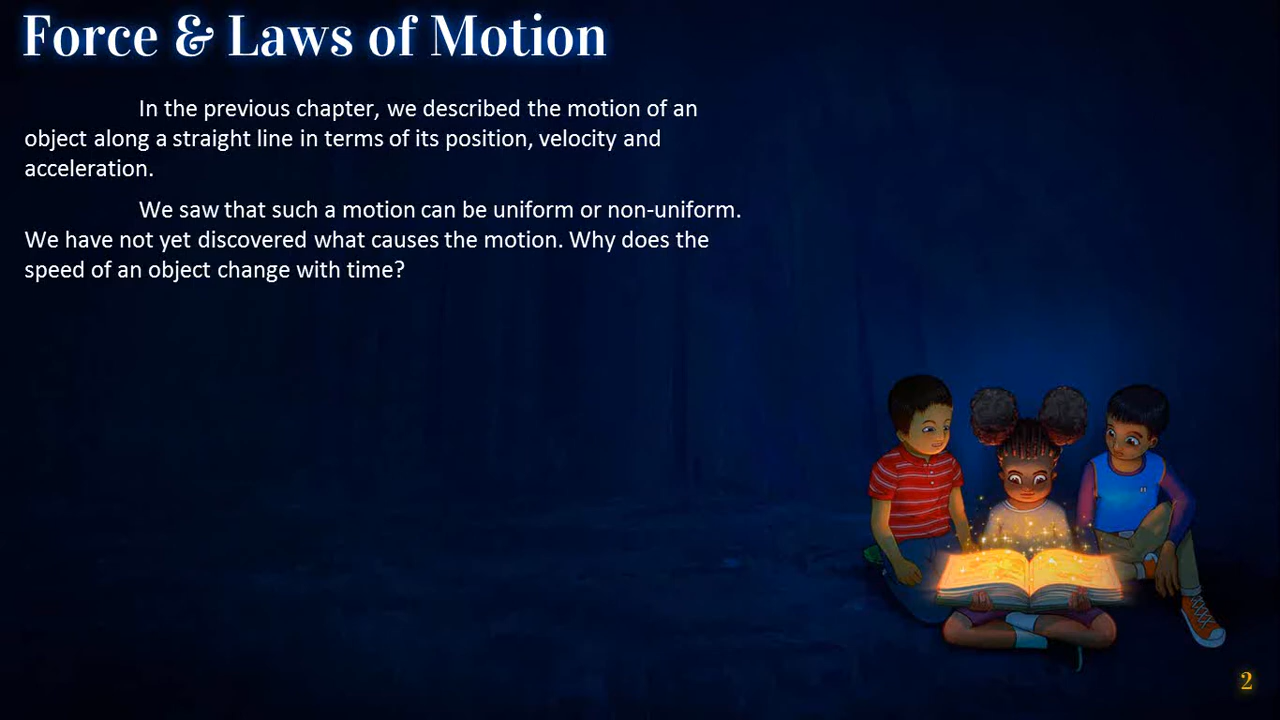 Force & Laws of Motion
In the previous chapter, we described the motion of an
object along a straight line in terms of its position, velocity and
acceleration.
We saw that such a motion can be uniform or non-uniform.
We have not yet discovered what causes the motion. Why does the
speed of an object change with time?
2